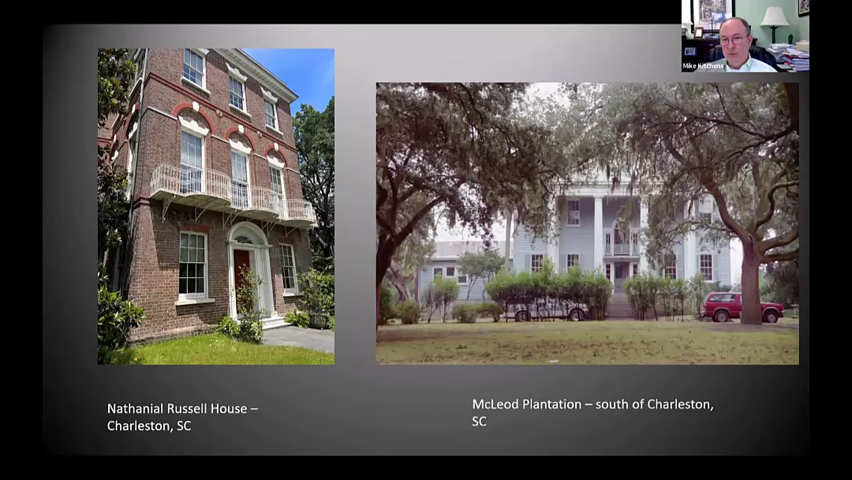 Mike Kitchens
Nathanial Russell House –
Charleston, SC
McLeod Plantation – south of Charleston,
SC